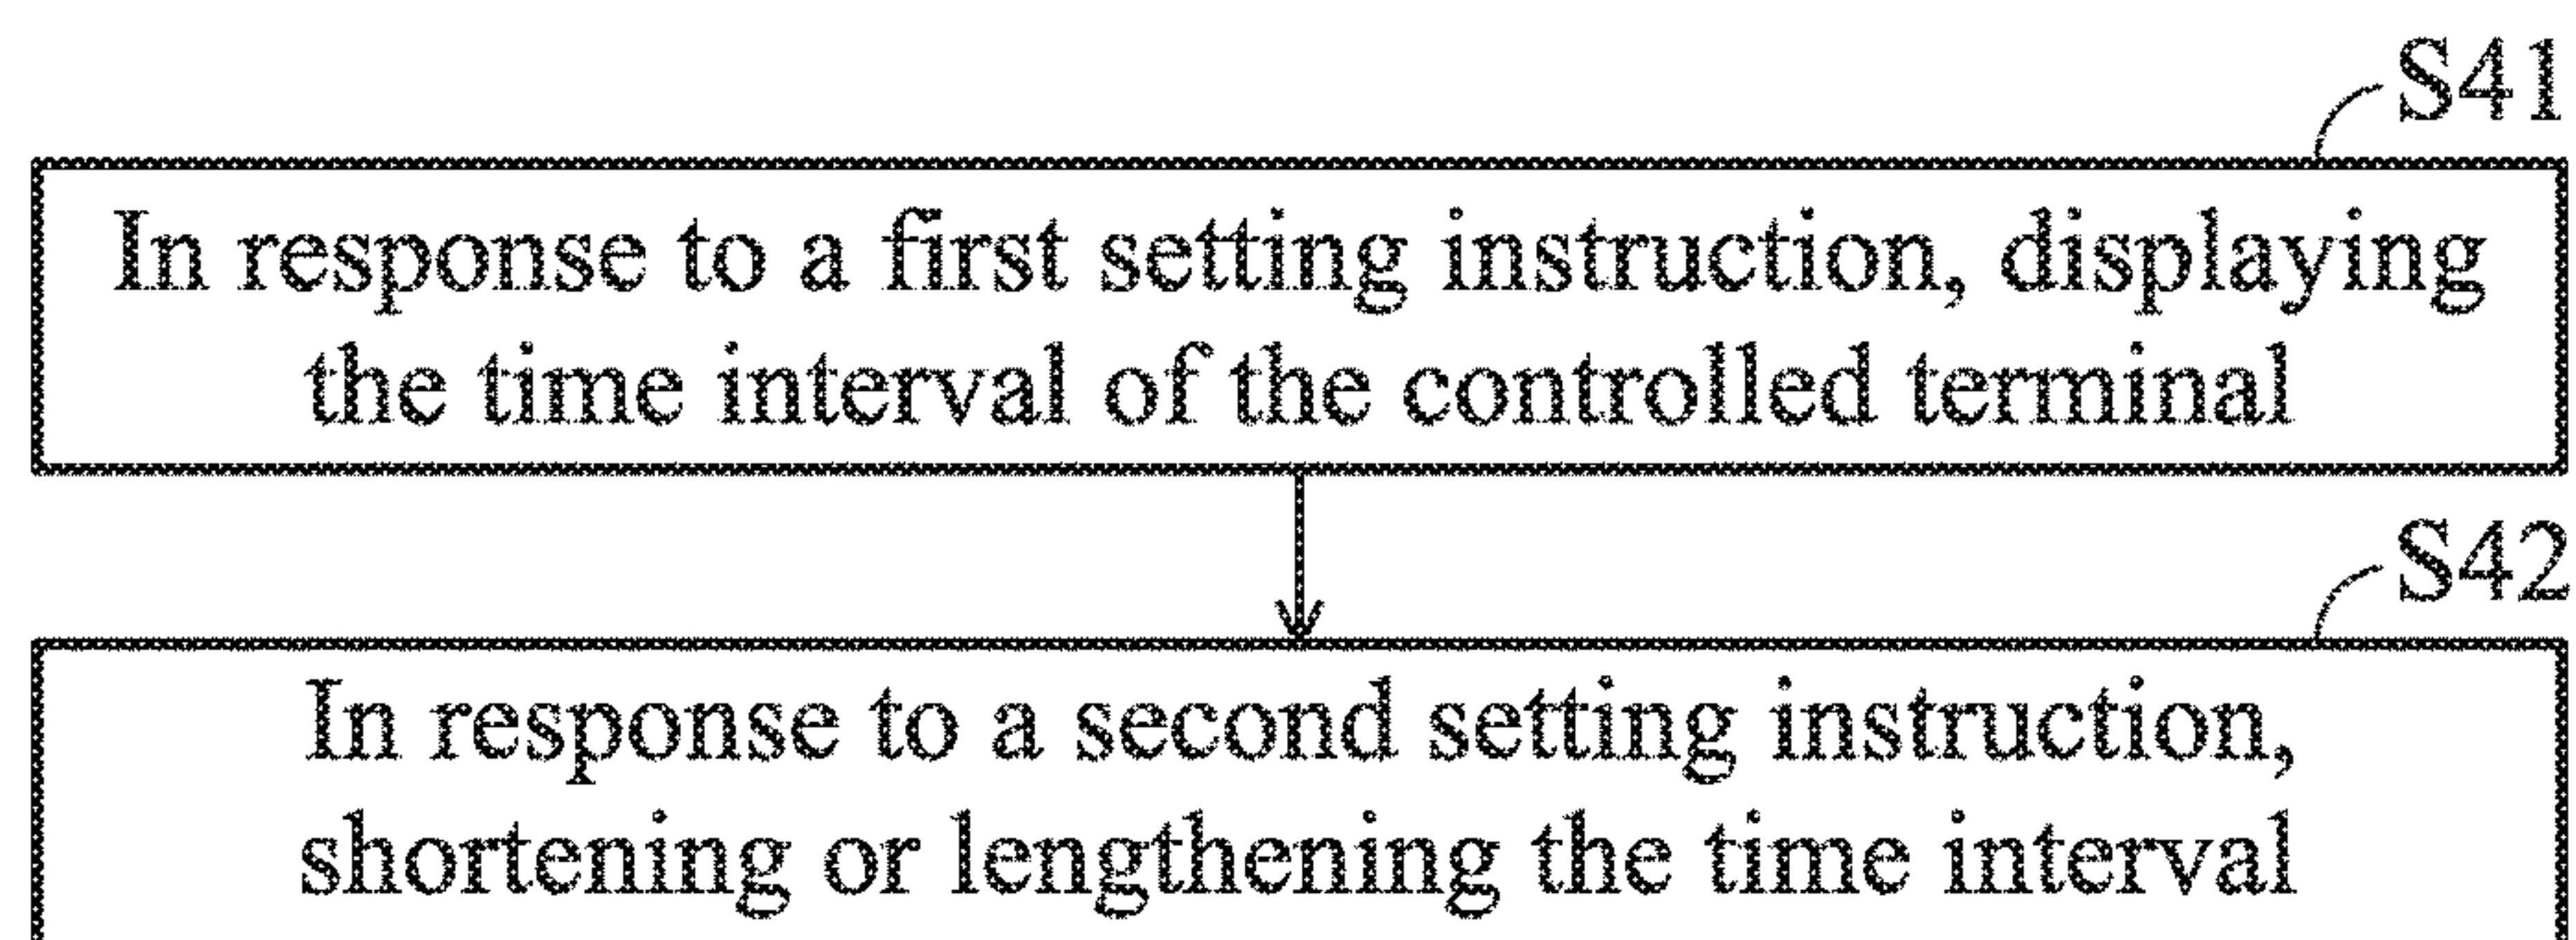 S41
In response to a first setting instruction, displaying
the time interval of the controlled terminal
S42
In response to a second setting instruction,
shortening or lengthening the time interval